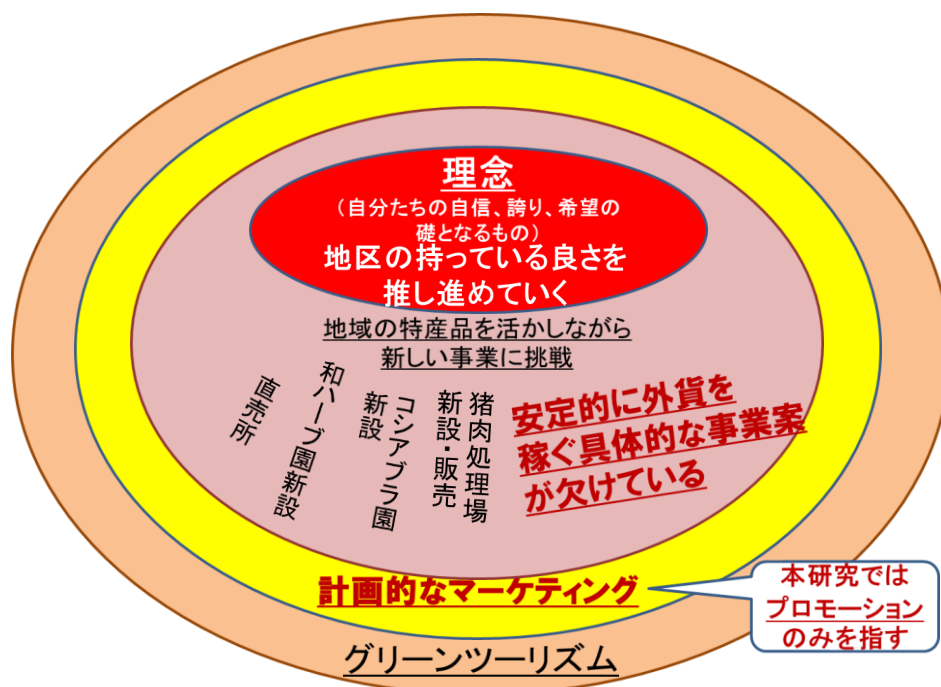 理念
（自分たちの自信、誇り、希望の
礎となるもの）
地区の持っている良さを
推し進めていく
地域の特産品を活かしながら
新しい事業に挑戦
直売所
和ハーブ園新設
コシアブラ園
新設
猪肉処理場
新設・販売
安定的に外貨を
稼ぐ具体的な事業案
が欠けている
計画的なマーケティング
本研究では
プロモーション
のみを指す
グリーンツーリズム